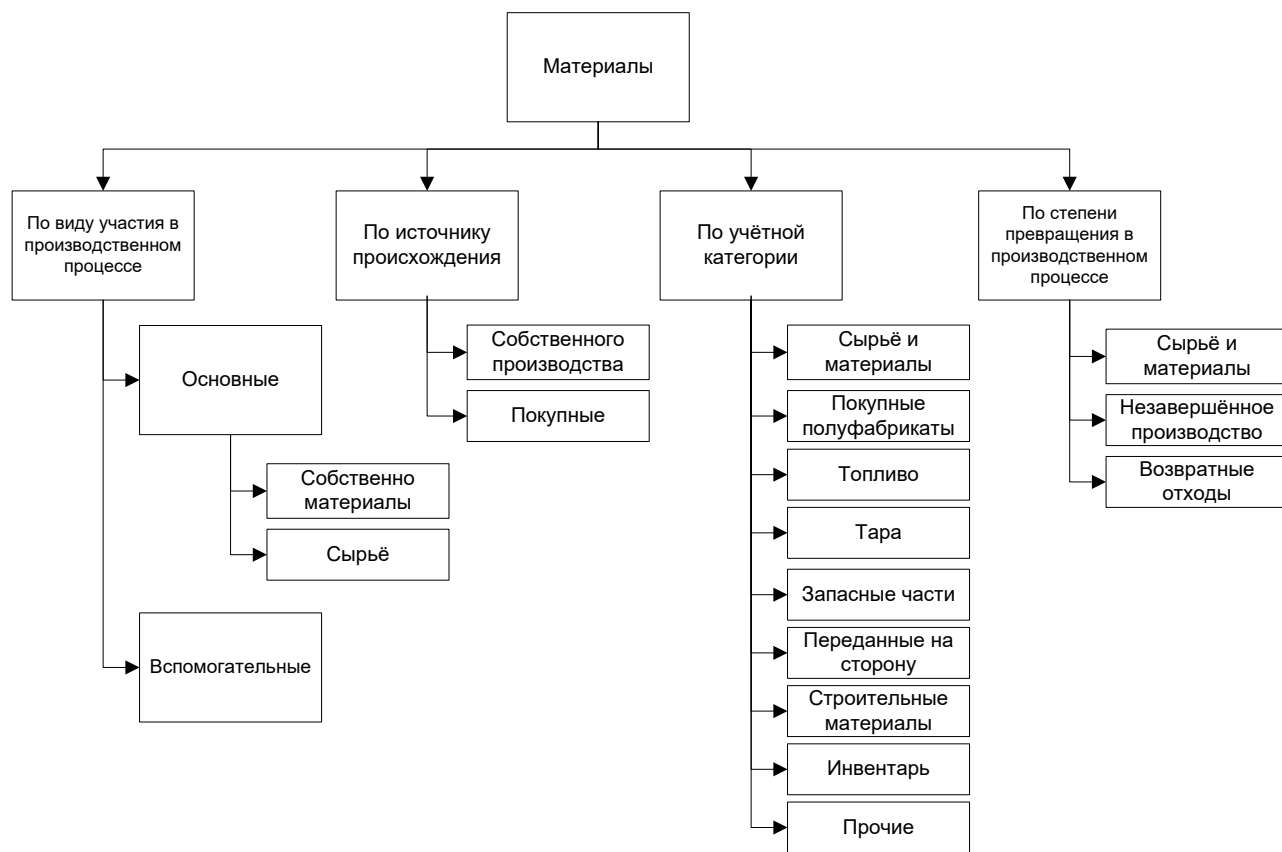 Материалы
По виду участия в
производственном
процессе
По источнику
происхождения
По учётной
категории
По степени
превращения в
производственном
процессе
Основные
Собственно
материалы
Сырьё
Вспомогательные
Собственного
производства
Покупные
Сырьё и
материалы
Покупные
полуфабрикаты
Топливо
Тара
Запасные части
Переданные на
сторону
Строительные
материалы
Инвентарь
Прочие
Сырьё и
материалы
Незавершённое
производство
Возвратные
отходы